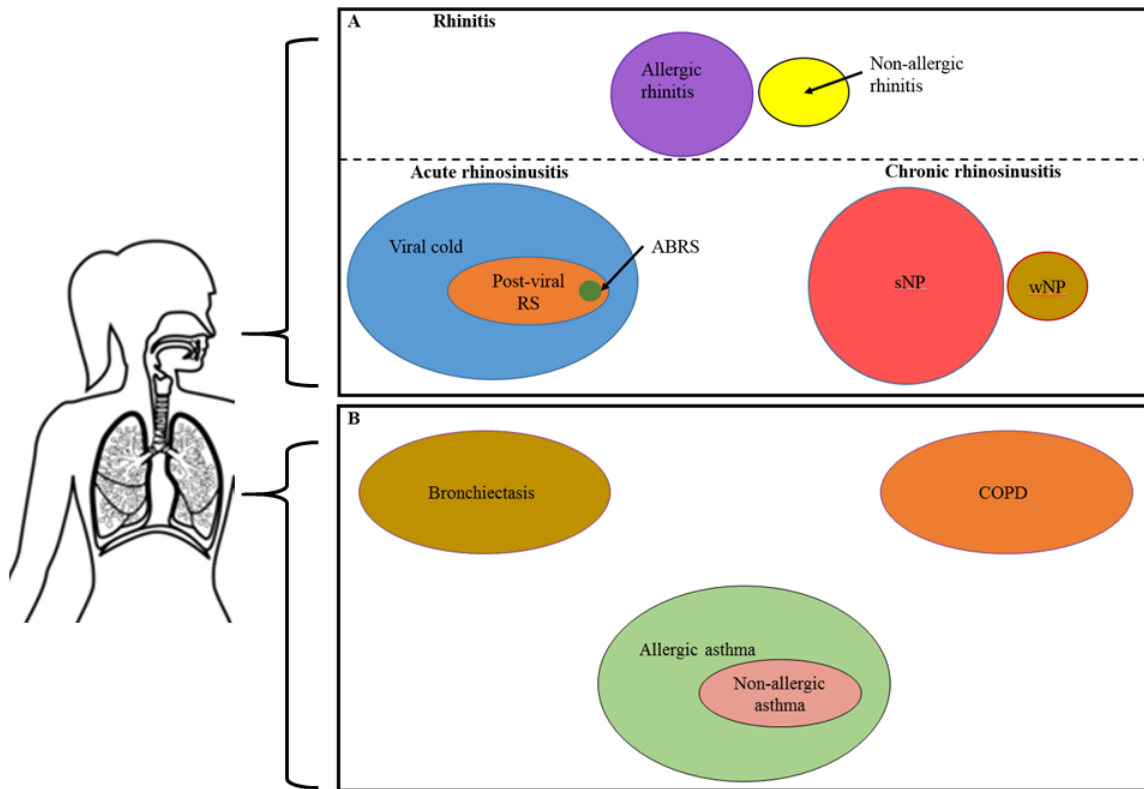 A
Rhinitis
Allergic
rhinitis
Non-allergic
rhinitis
Acute rhinosinusitis
Chronic rhinosinusitis
Viral cold
ABRS
Post-viral
RS
sNP
wNP
B
Bronchiectasis
COPD
Allergic asthma
Non-allergic
asthma